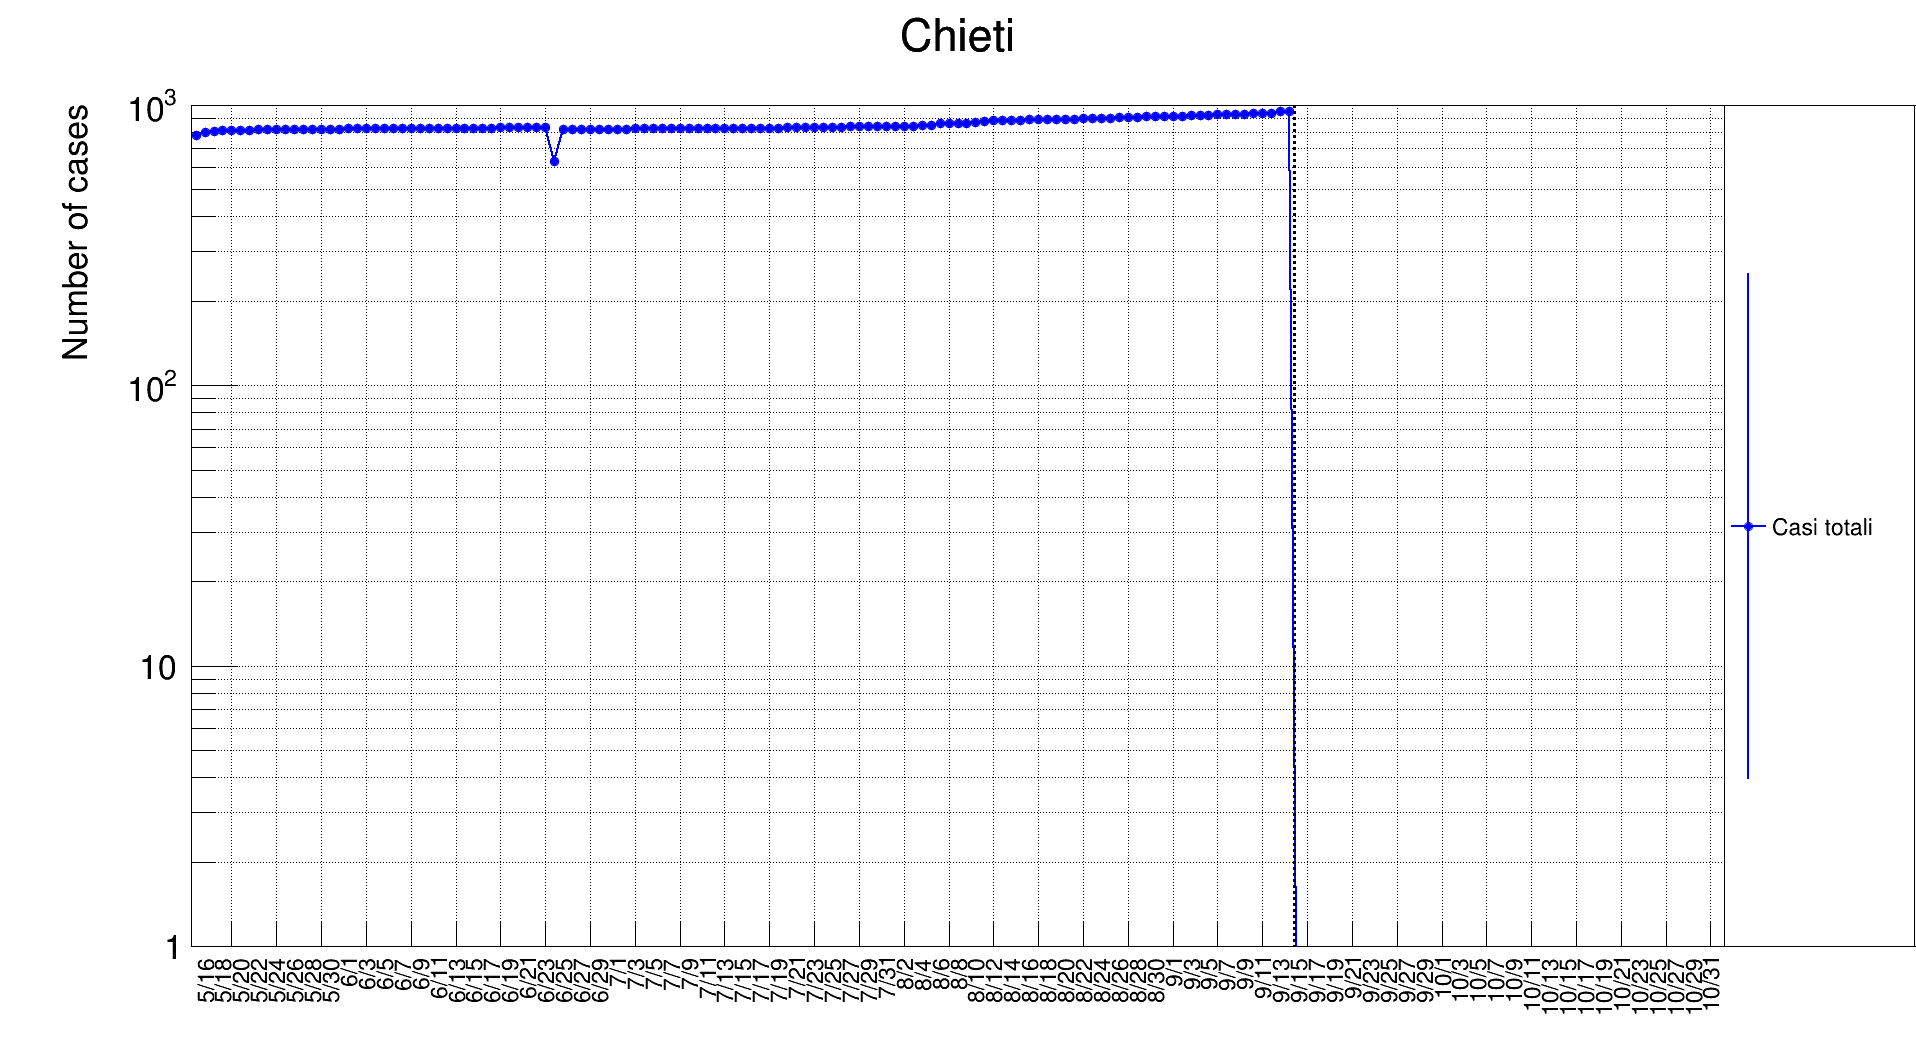 Chieti
Number of cases
10³
10²
10
1
5/16 5/18 5/20 5/22 5/24 5/26 5/28 5/30 6/1 6/3 6/5 6/7 6/9 6/11 6/13 6/15 6/17 6/19 6/21 6/23 6/25 6/27 6/29 7/1 7/3 7/5 7/7 7/9 7/11 7/13 7/15 7/17 7/19 7/21 7/23 7/25 7/27 7/29 7/31 8/2 8/4 8/6 8/8 8/10 8/12 8/14 8/16 8/18 8/20 8/22 8/24 8/26 8/28 8/30 9/1 9/3 9/5 9/7 9/9 9/11 9/13 9/15 9/17 9/19 9/21 9/23 9/25 9/27 9/29 10/1 10/3 10/5 10/7 10/9 10/11 10/13 10/15 10/17 10/19 10/21 10/23 10/25 10/27 10/29 10/31
Casi totali